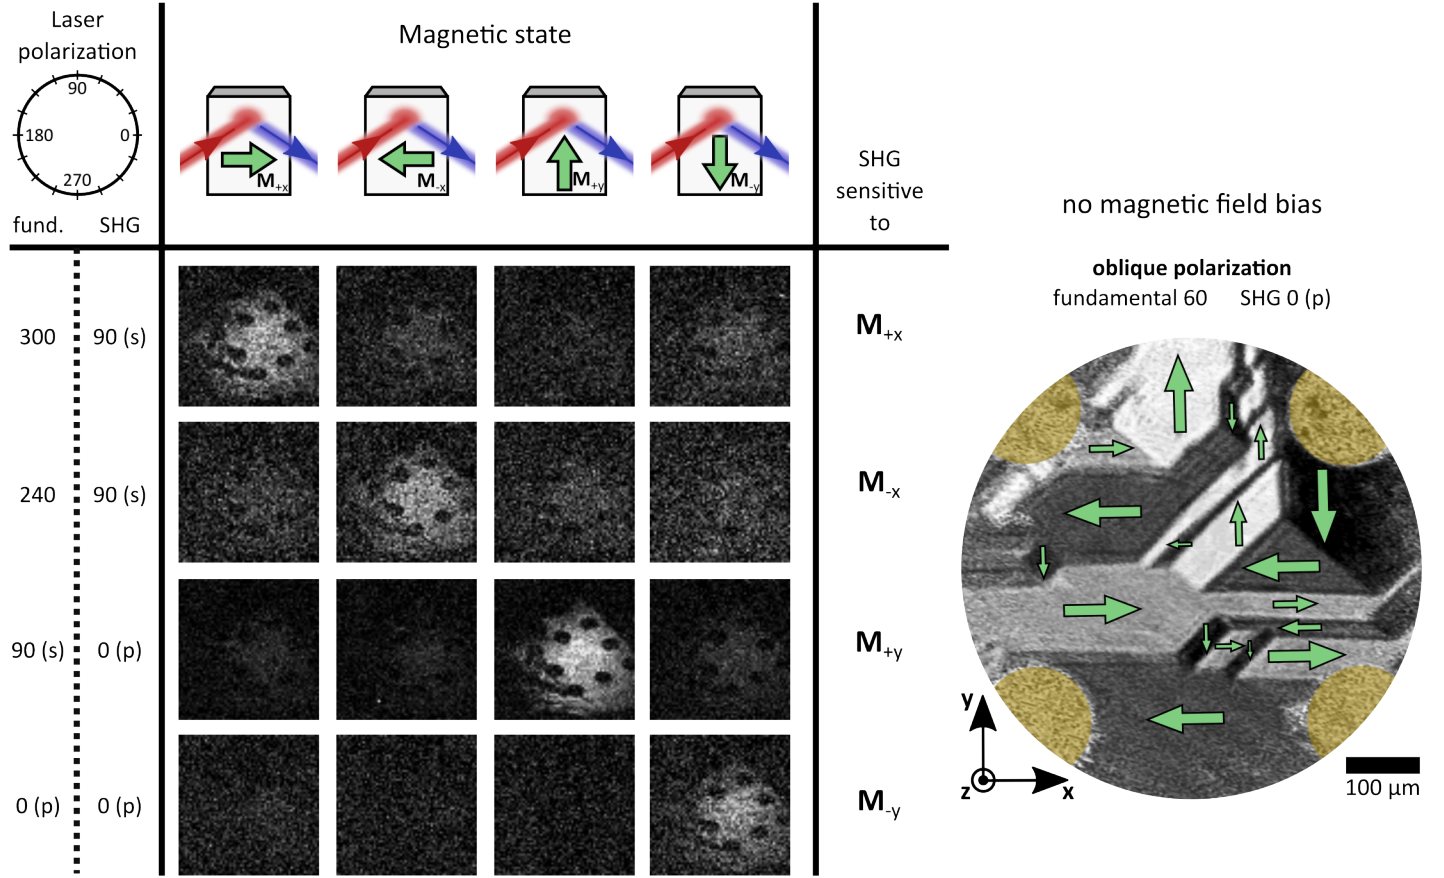 Laser
polarization
90
180
0
270
fund.
SHG
Magnetic state
M+x
M-x
M+y
M-y
SHG
sensitive
to
300
90 (s)
M+x
240
90 (s)
M-x
90 (s)
0 (p)
M+y
0 (p)
0 (p)
M-y
no magnetic field bias
oblique polarization
fundamental 60 SHG 0 (p)
y
z
x
100 µm